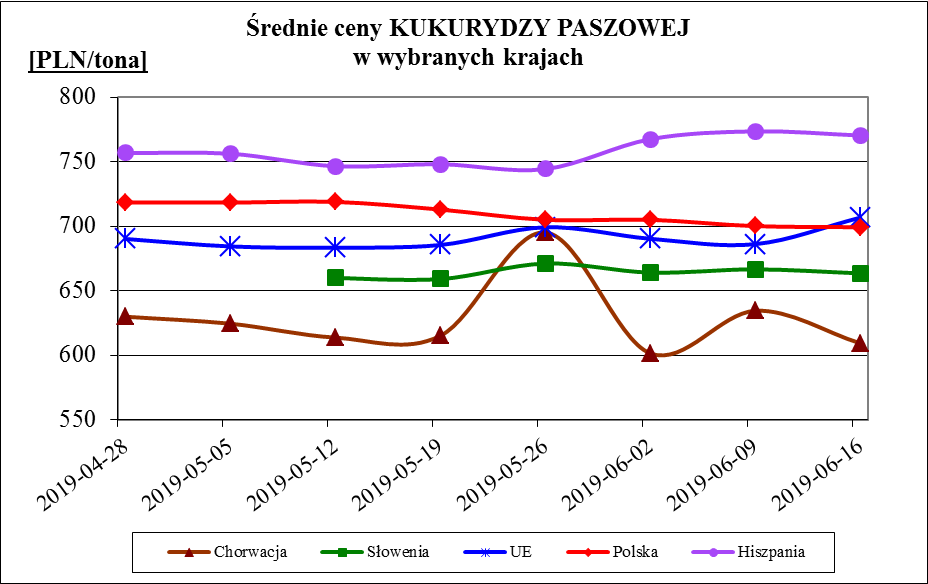 Średnie ceny KUKURYDZY PASZOWEJ
w wybranych krajach
[PLN/tona]
800
750
700
650
600
550
2019-04-28
2019-05-05
2019-05-12
2019-05-19
2019-05-26
2019-06-02
2019-06-09
2019-06-16
Chorwacja
Słowenia
UE
Polska
Hiszpania